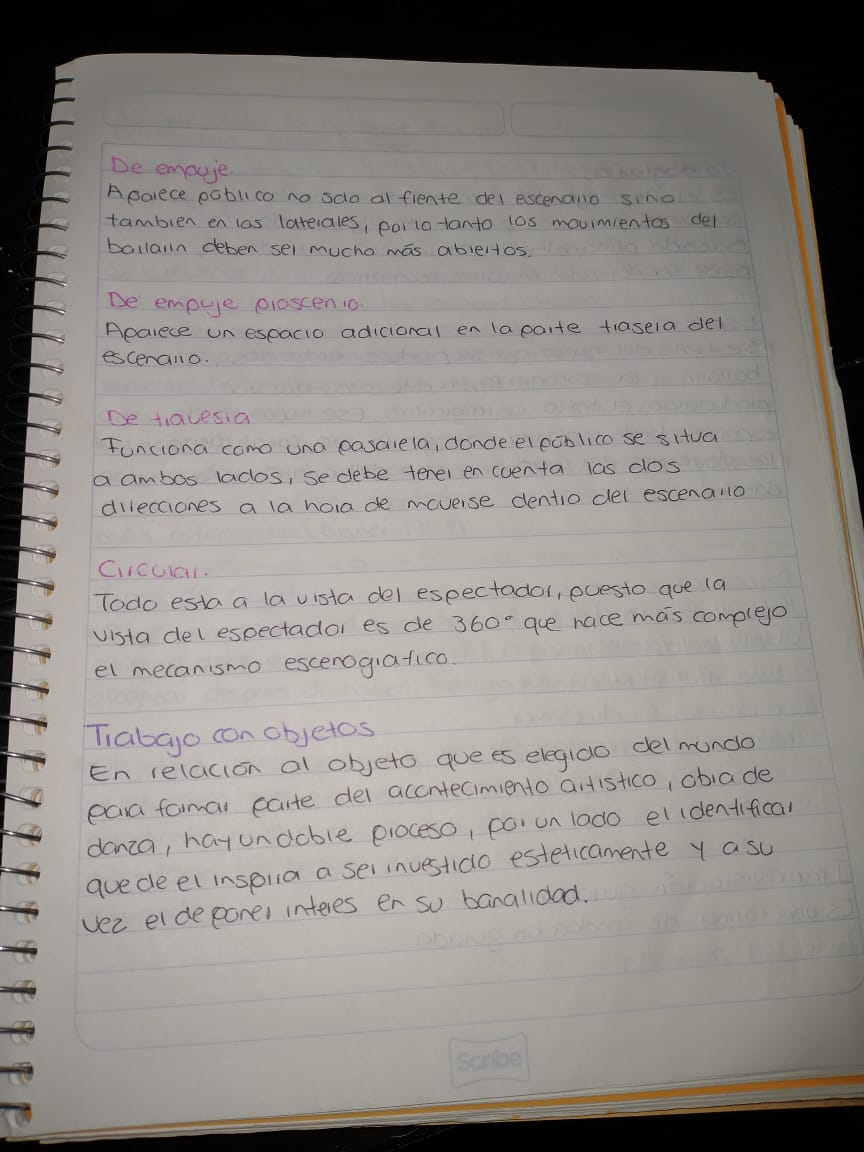 De empuje.
Aparece público no solo al frente del escenario sino
tambien en las laterales, por lo tanto los movimientos del
bailarin deben ser mucho más abiertos.
De empuje proscenio.
Aparece un espacio adicional en la parte trasera del
escenario.
De travesia
Funciona como una pasarela, donde el público se situa
a ambos lados, se debe tener en cuenta las dos
direcciones a la hora de moverse dentro del escenario
Circular.
Todo esta a la vista del espectador, puesto que la
vista del espectador es de 360° que hace más complejo
el mecanismo escenografico.
Trabajo con objetos
En relación al objeto que es elegido del mundo
para formar parte del acontecimiento artistico, obra de
danza, hay un doble proceso, por un lado el identificar
que de el inspira a ser investido esteticamente y a su
vez el de poner interes en su banalidad.
Scribe